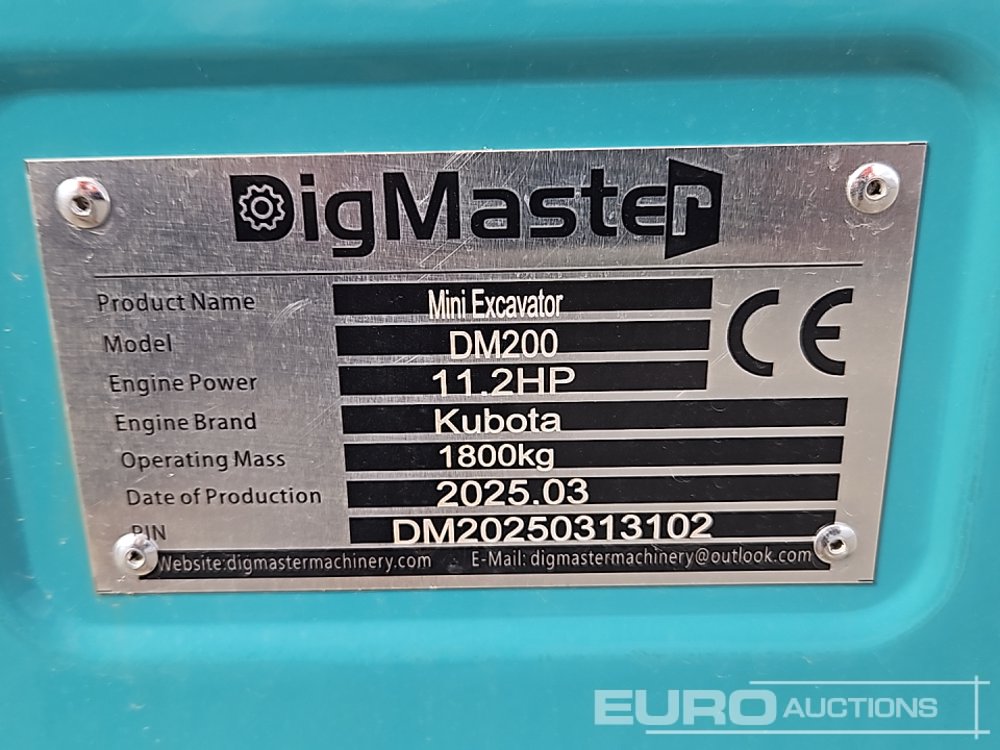 DigMaster
Product Name Mini Excavator
CE
Model DM200
Engine Power 11.2HP
Engine Brand Kubota
Operating Mass 1800kg
Date of Production 2025.03
PIN DM20250313102
Website:digmastermachinery.com E-Mail: digmastermachinery@outlook.com
EURO AUCTIONS